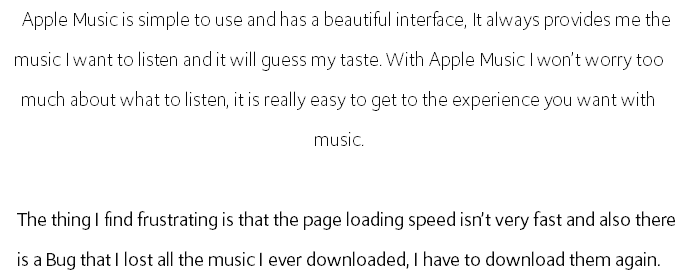 Apple Music is simple to use and has a beautiful interface, It always provides me the
music I want to listen and it will guess my taste. With Apple Music I won't worry too
much about what to listen, it is really easy to get to the experience you want with
music.
The thing I find frustrating is that the page loading speed isn't very fast and also there
is a Bug that I lost all the music I ever downloaded, I have to download them again.